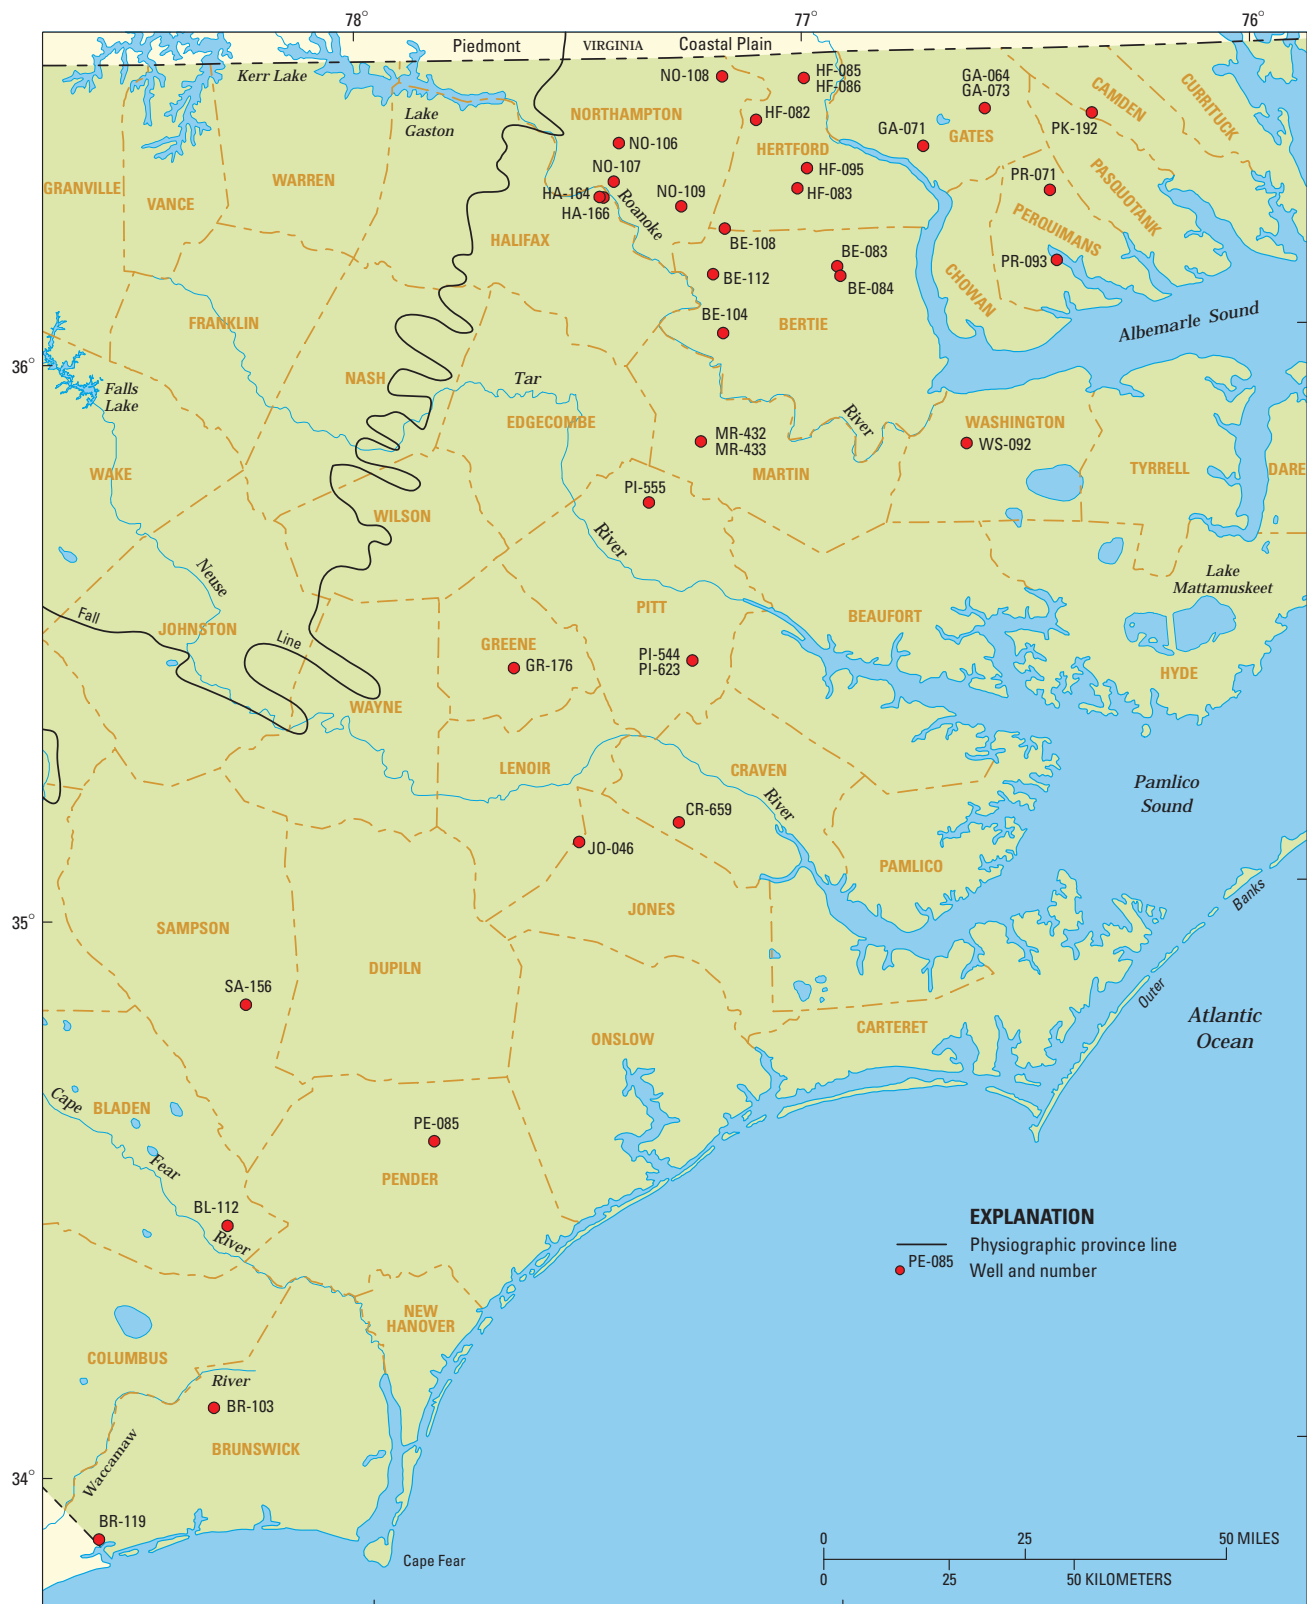 78°
77°
76°
Piedmont
VIRGINIA
Coastal Plain
Kerr Lake
Lake
Gaston
NORTHAMPTON
NO-108
HF-085
HF-086
GA-064
GA-073
CAMDEN
CURRITUCK
HF-082
PK-192
GA-071
GATES
NO-106
HERTFORD
NO-107
HF-095
PR-071
PASQUOTANK
GRANVILLE
VANCE
WARREN
HA-164
HA-166
Roanoke
NO-109
HF-083
PERQUIMANS
HALIFAX
BE-108
BE-083
BE-084
PR-093
BE-112
CHOWAN
FRANKLIN
BE-104
BERTIE
Albemarle Sound
36°
Falls
Lake
NASH
Tar
EDGECOMBE
River
WASHINGTON
MR-432
MR-433
WS-092
WAKE
MARTIN
TYRRELL
DARE
PI-555
WILSON
River
Neuse
Lake
Mattamuskeet
Fall
JOHNSTON
Line
PITT
BEAUFORT
GREENE
GR-176
PI-544
PI-623
HYDE
WAYNE
LENOIR
CRAVEN
River
Pamlico
Sound
CR-659
JO-046
PAMLICO
Banks
35°
SAMPSON
JONES
DUPILN
SA-156
Outer
Atlantic
Ocean
CARTERET
ONSLOW
Cape
BLADEN
PE-085
Fear
PENDER
BL-112
River
EXPLANATION
Physiographic province line
PE-085
Well and number
NEW
HANOVER
COLUMBUS
River
BR-103
BRUNSWICK
Waccamaw
34°
BR-119
Cape Fear
0 25 50 MILES
0 25 50 KILOMETERS